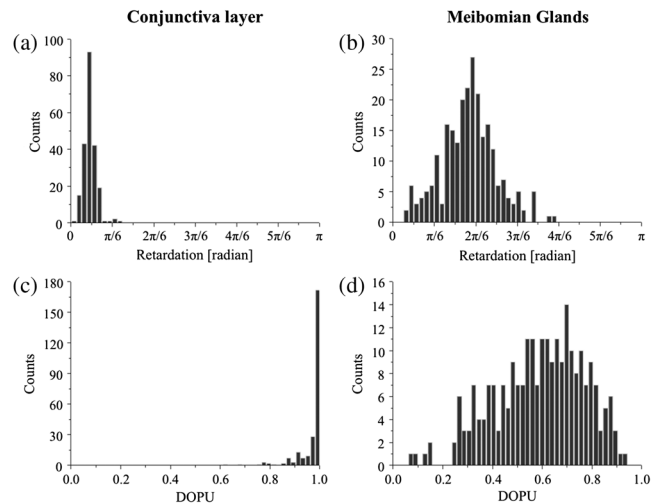 Conjunctiva layer
Meibomian Glands
(a)
100
80
60
40
20
0
Counts
0 π/6 2π/6 3π/6 4π/6 5π/6 π
Retardation [radian]
(b)
30
25
20
15
10
5
0
Counts
0 π/6 2π/6 3π/6 4π/6 5π/6 π
Retardation [radian]
(c)
180
150
120
90
60
30
0
Counts
0.0 0.2 0.4 0.6 0.8 1.0
DOPU
(d)
16
14
12
10
8
6
4
2
0
Counts
0.0 0.2 0.4 0.6 0.8 1.0
DOPU